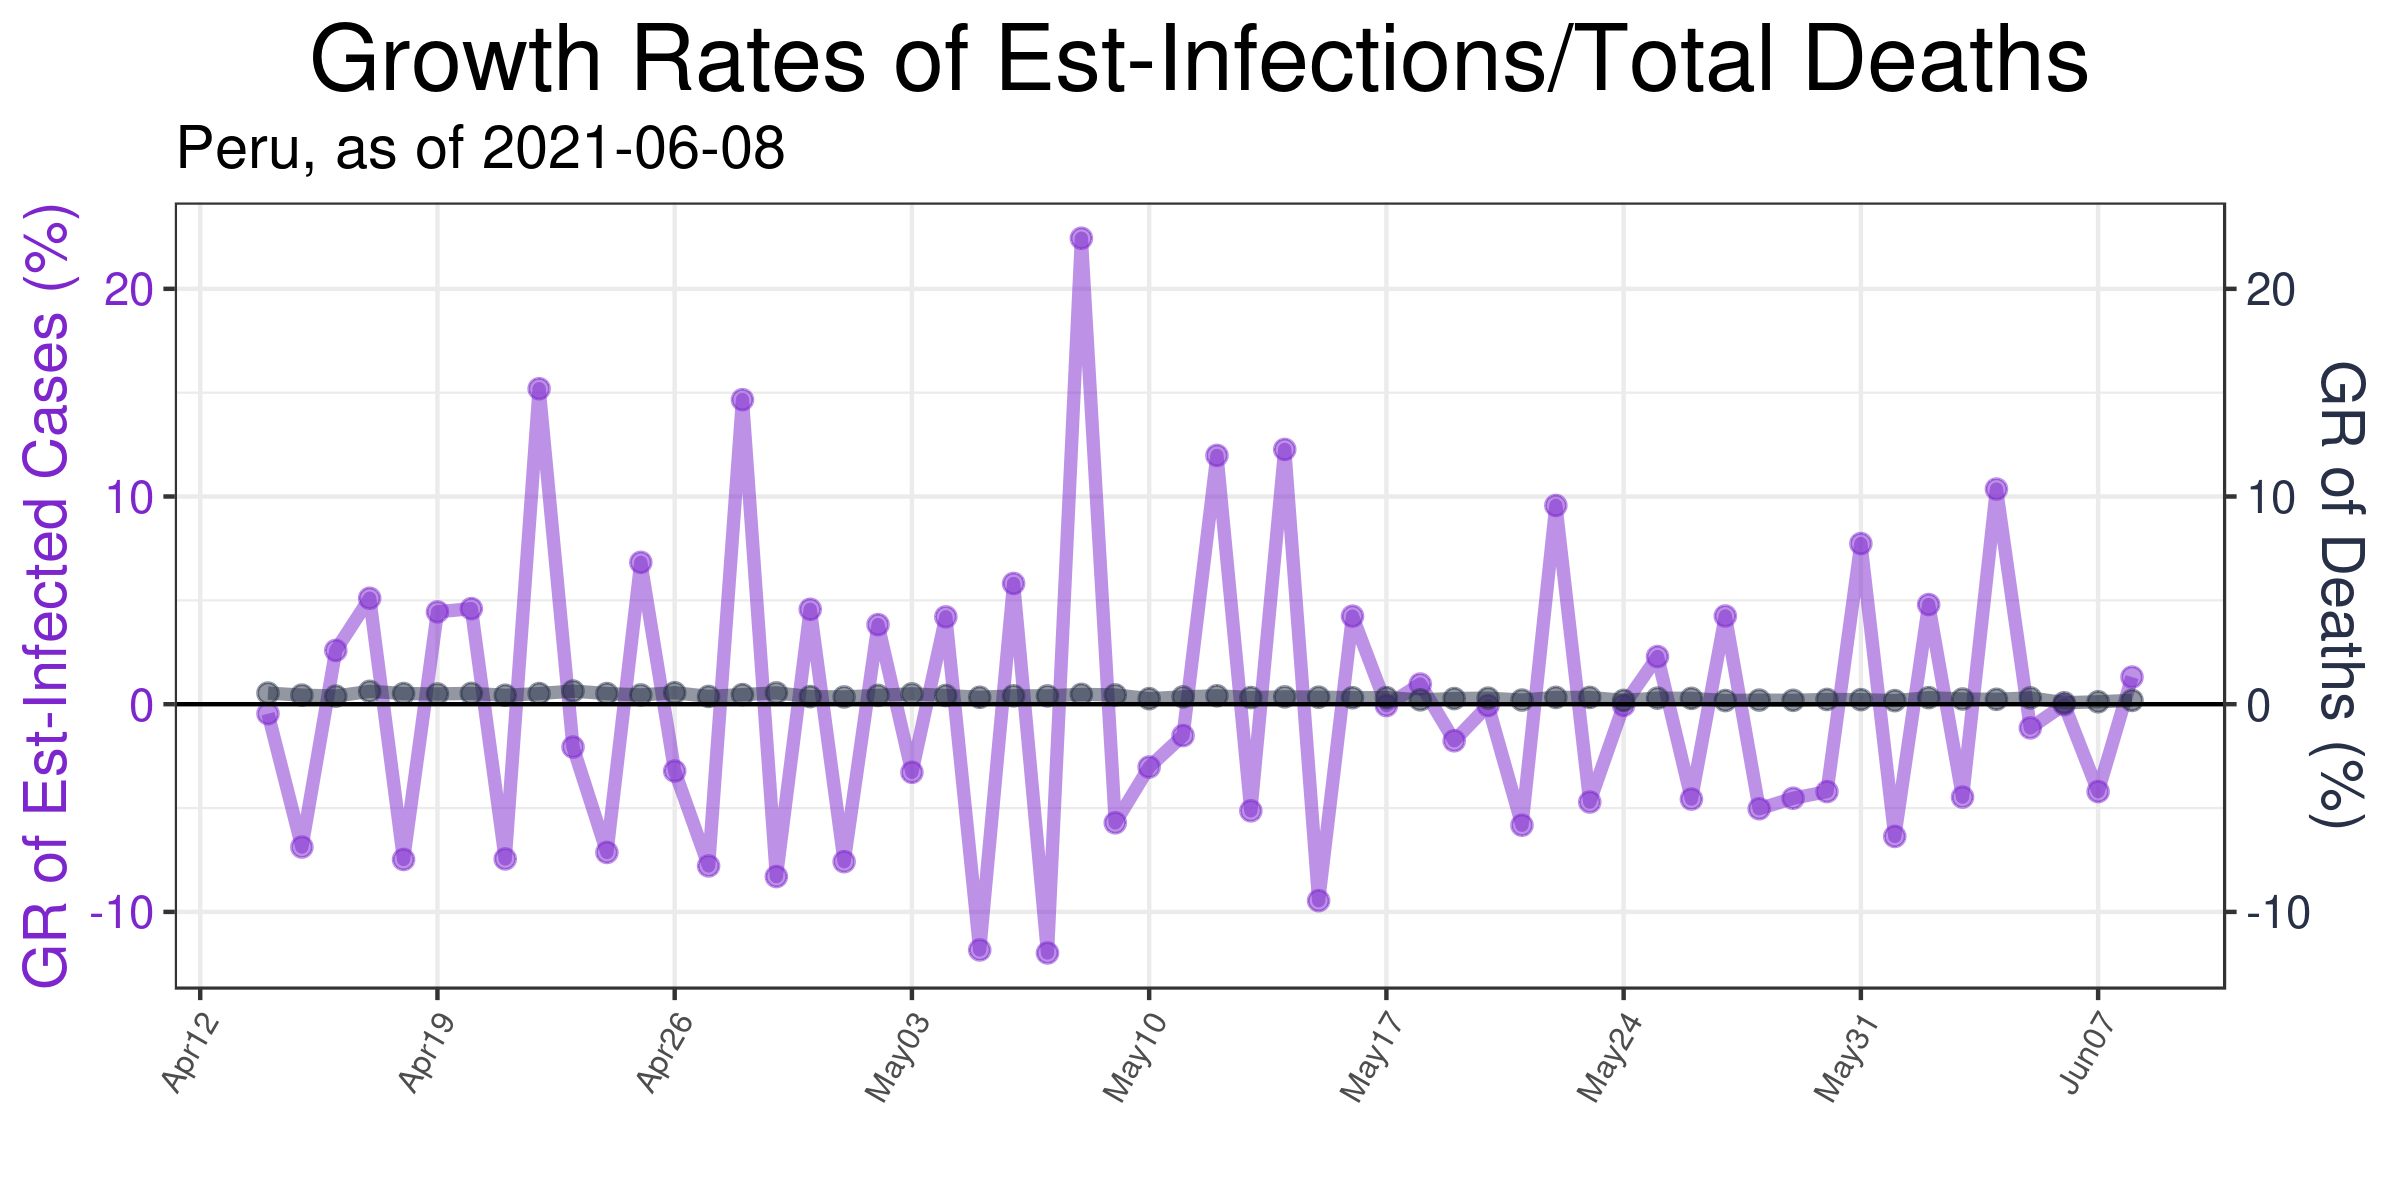 Growth Rates of Est-Infections/Total Deaths
Peru, as of 2021-06-08
GR of Est-Infected Cases (%)
20
10
0
-10
20
10
0
-10
GR of Deaths (%)
Apr12
Apr19
Apr26
May03
May10
May17
May24
May31
Jun07